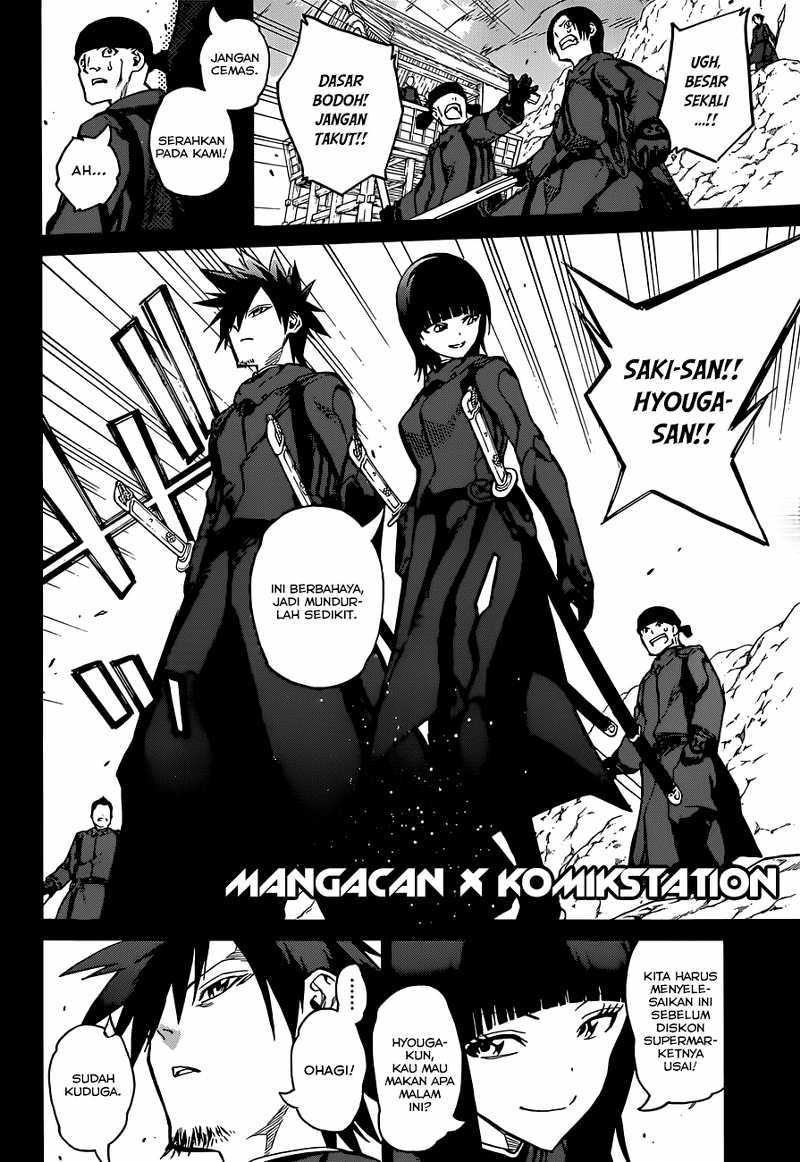 UGH,
BESAR
SEKALI
...!!
DASAR
BODOH!
JANGAN
TAKUT!!
JANGAN
CEMAS.
SERAHKAN
PADA KAMI!
AH...
SAKI-SAN!!
HYOUGA-
SAN!!
INI BERBAHAYA,
JADI MUNDUR-
LAH SEDIKIT.
MANGACAN X KOMIKSTATION
KITA HARUS
MENYELE-
SAIKAN INI
SEBELUM
DISKON
SUPERMAR-
KETNYA
USAI!
HYOUGA-
KUN,
KAU MAU
MAKAN APA
MALAM
INI?
......
OHAGI!
SUDAH
KUDUGA.